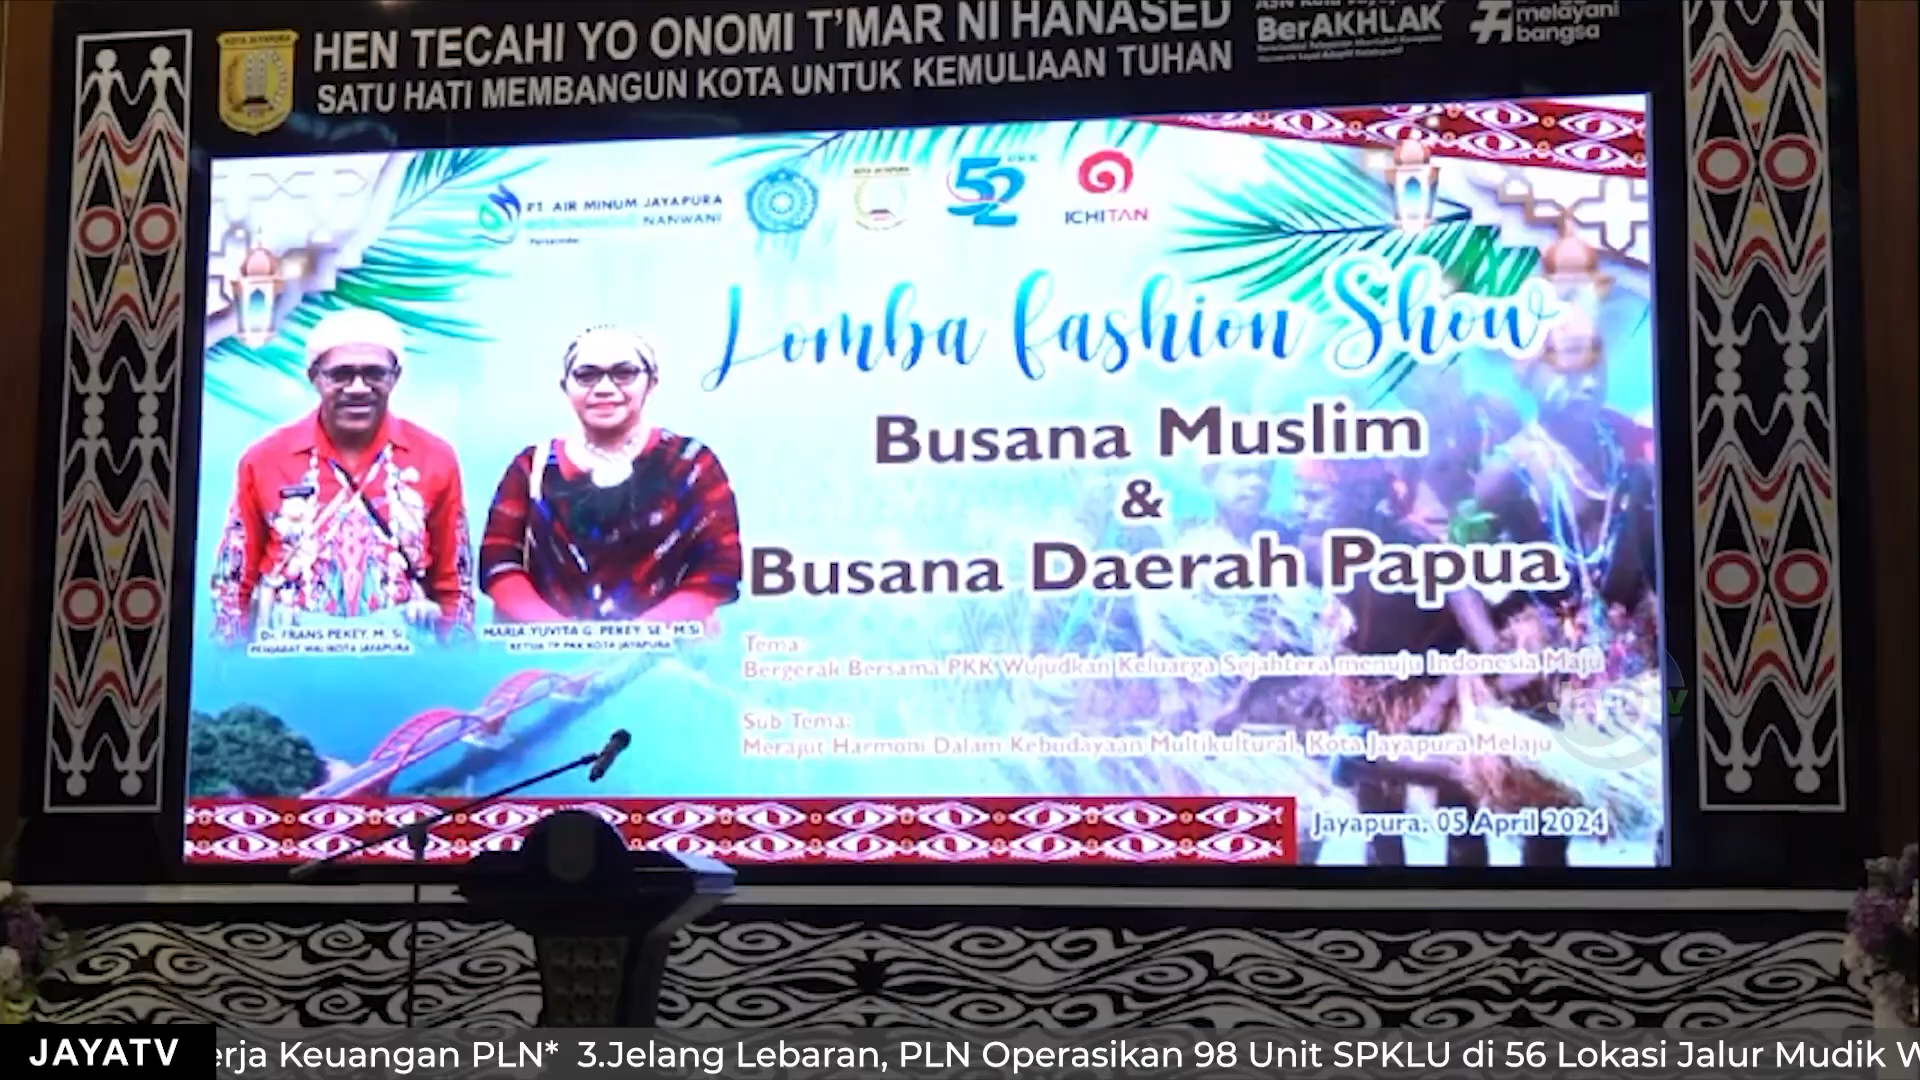 HEN TECAHI YO ONOMI T'MAR NI HANASED
SATU HATI MEMBANGUN KOTA UNTUK KEMULIAAN TUHAN
BerAKHLAK
melayani
bangsa
KOTA JAYAPURA
PT. AIR MINUM JAYAPURA
NANWANI
52
ICHITAN
Lomba fashion Show
Busana Muslim
&
Busana Daerah Papua
Dr. FRANS PEKEY, M. Si
PENJABAT WALIKOTA JAYAPURA
MARIA YUVITA G. PEKEY, SE., M.Si
KETUA TP PKK KOTA JAYAPURA
Tema:
Bergerak Bersama PKK Wujudkan Keluarga Sejahtera menuju Indonesia Maju
Sub Tema:
Merajut Harmoni Dalam Kebudayaan Multikultural, Kota Jayapura Melaju
Jayapura, 05 April 2024
JAYATV
JAYATV erja Keuangan PLN* 3.Jelang Lebaran, PLN Operasikan 98 Unit SPKLU di 56 Lokasi Jalur Mudik W